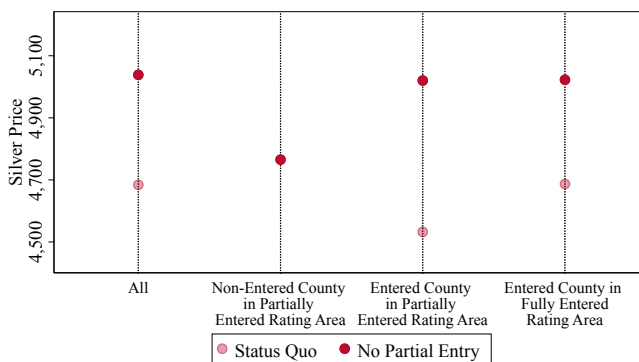 5,100
4,900
4,700
4,500
Silver Price
All
Non-Entered County
in Partially
Entered Rating Area
Entered County
in Partially
Entered Rating Area
Entered County in
Fully Entered
Rating Area
Status Quo
No Partial Entry